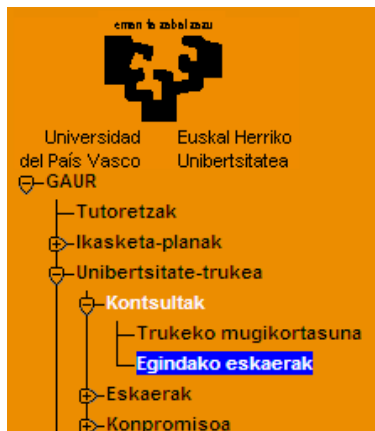 eman ta zabal zazu
Universidad Euskal Herriko
del País Vasco Unibertsitatea
GAUR
Tutoretzak
Ikasketa-planak
Unibertsitate-trukea
Kontsultak
Trukeko mugikortasuna
Egindako eskaerak
Eskaerak
Konpromisoa